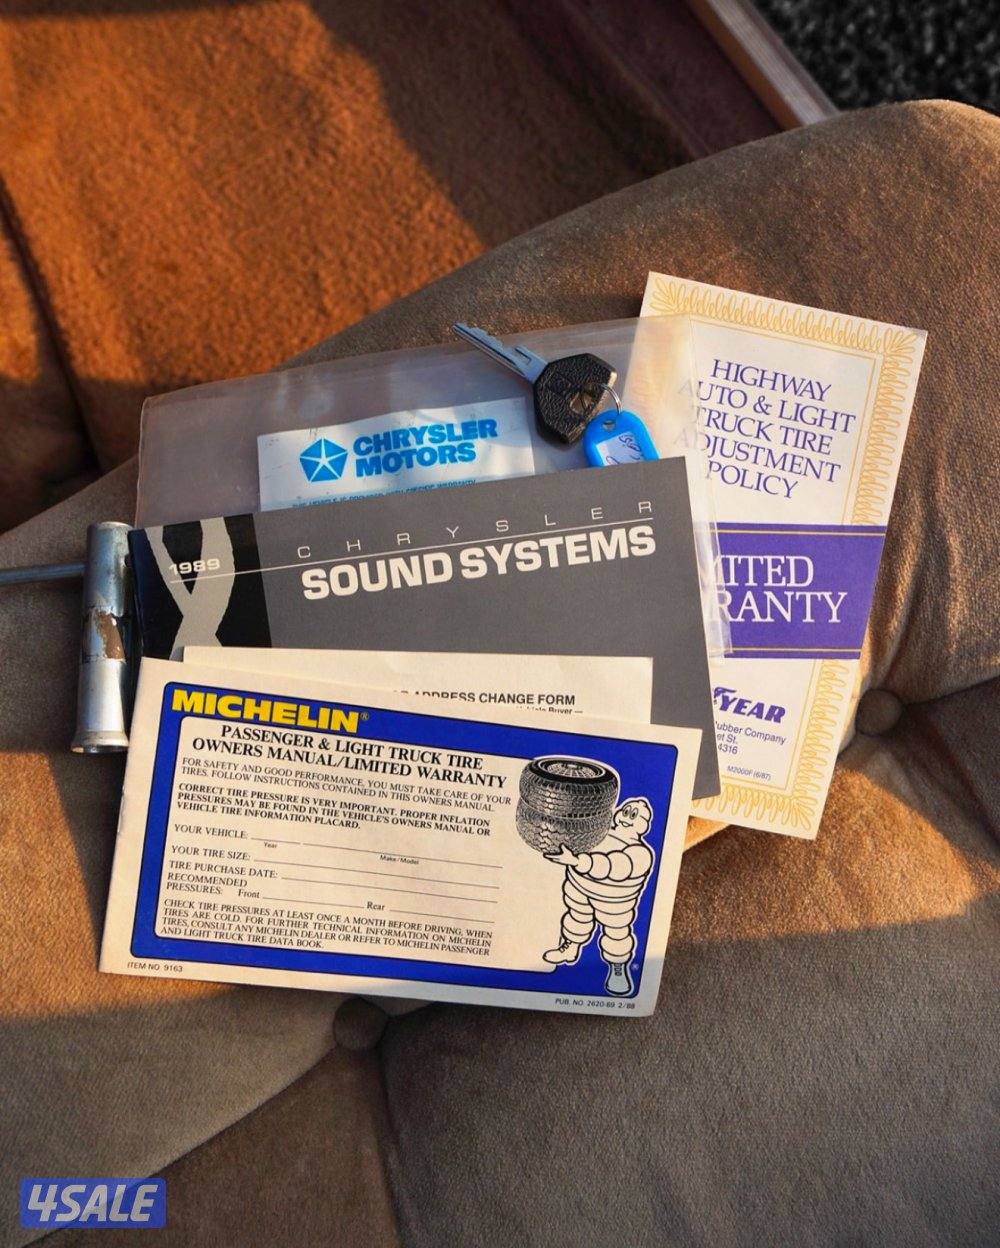 HIGHWAY
AUTO & LIGHT
TRUCK TIRE
ADJUSTMENT
POLICY
CHRYSLER
MOTORS
1989
CHRYSLER
SOUND SYSTEMS
ADDRESS CHANGE FORM
YEAR
Company
St.
4316
M2000F (6/87)
MICHELIN®
PASSENGER & LIGHT TRUCK TIRE
OWNERS MANUAL/LIMITED WARRANTY
FOR SAFETY AND GOOD PERFORMANCE, YOU MUST TAKE CARE OF YOUR
TIRES. FOLLOW INSTRUCTIONS CONTAINED IN THIS OWNERS MANUAL.
CORRECT TIRE PRESSURE IS VERY IMPORTANT. PROPER INFLATION
PRESSURES MAY BE FOUND IN THE VEHICLE'S OWNERS MANUAL OR
VEHICLE TIRE INFORMATION PLACARD.
YOUR VEHICLE:
Year Make/Model
YOUR TIRE SIZE:
TIRE PURCHASE DATE:
RECOMMENDED
PRESSURES: Front Rear
CHECK TIRE PRESSURES AT LEAST ONCE A MONTH BEFORE DRIVING, WHEN
TIRES ARE COLD. FOR FURTHER TECHNICAL INFORMATION ON MICHELIN
TIRES, CONSULT ANY MICHELIN DEALER OR REFER TO MICHELIN PASSENGER
AND LIGHT TRUCK TIRE DATA BOOK.
ITEM NO. 9163
PUB. NO. 2620-69 2/88
4SALE